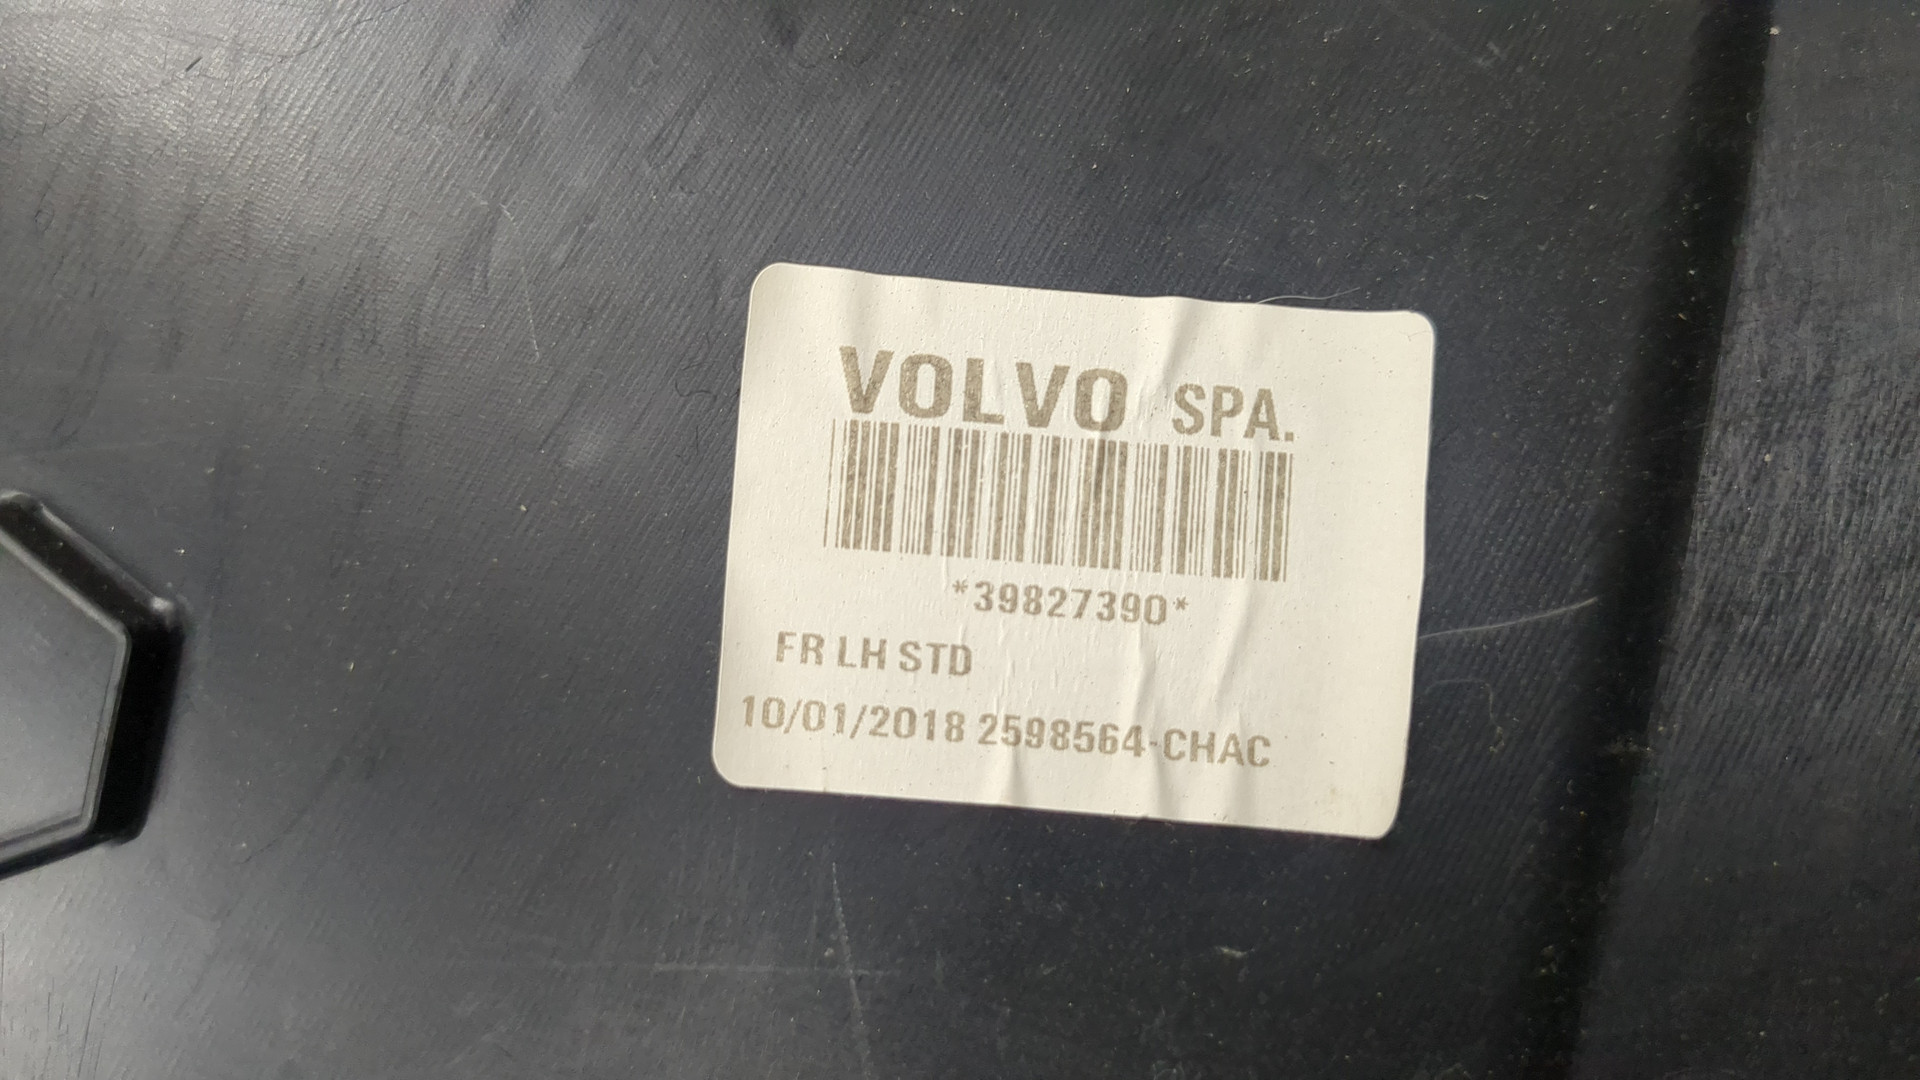 VOLVO SPA.
*39827390*
FR LH STD
10/01/2018 2598564-CHAC